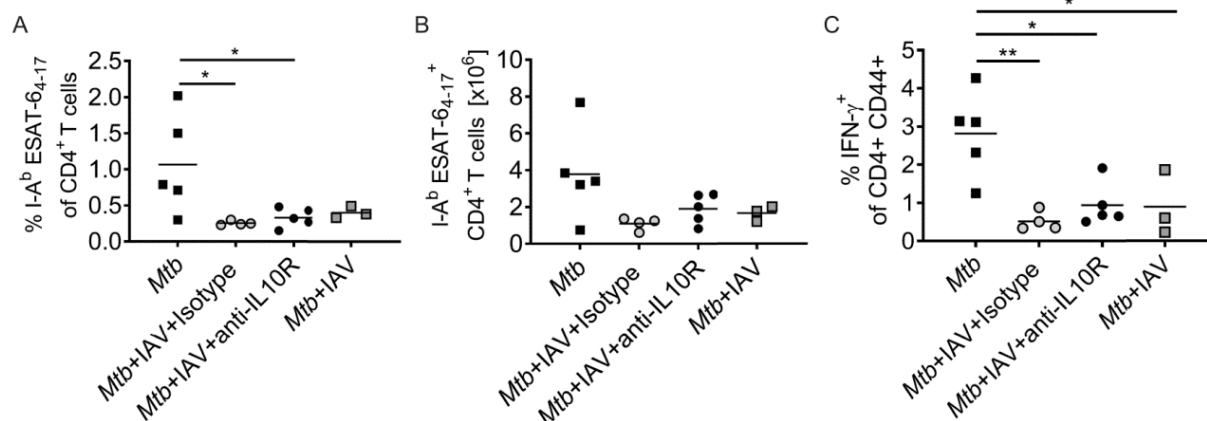 A
% I-Aᵇ ESAT-6₄₋₁₇
of CD4⁺ T cells
2.5
2.0
1.5
1.0
0.5
0.0
*
*
Mtb
Mtb+IAV+Isotype
Mtb+IAV+anti-IL10R
Mtb+IAV
B
I-Aᵇ ESAT-6₄₋₁₇⁺
CD4⁺ T cells [x10⁶]
10
8
6
4
2
0
Mtb
Mtb+IAV+Isotype
Mtb+IAV+anti-IL10R
Mtb+IAV
C
% IFN-γ⁺
of CD4+ CD44+
5
4
3
2
1
0
*
*
**
Mtb
Mtb+IAV+Isotype
Mtb+IAV+anti-IL10R
Mtb+IAV